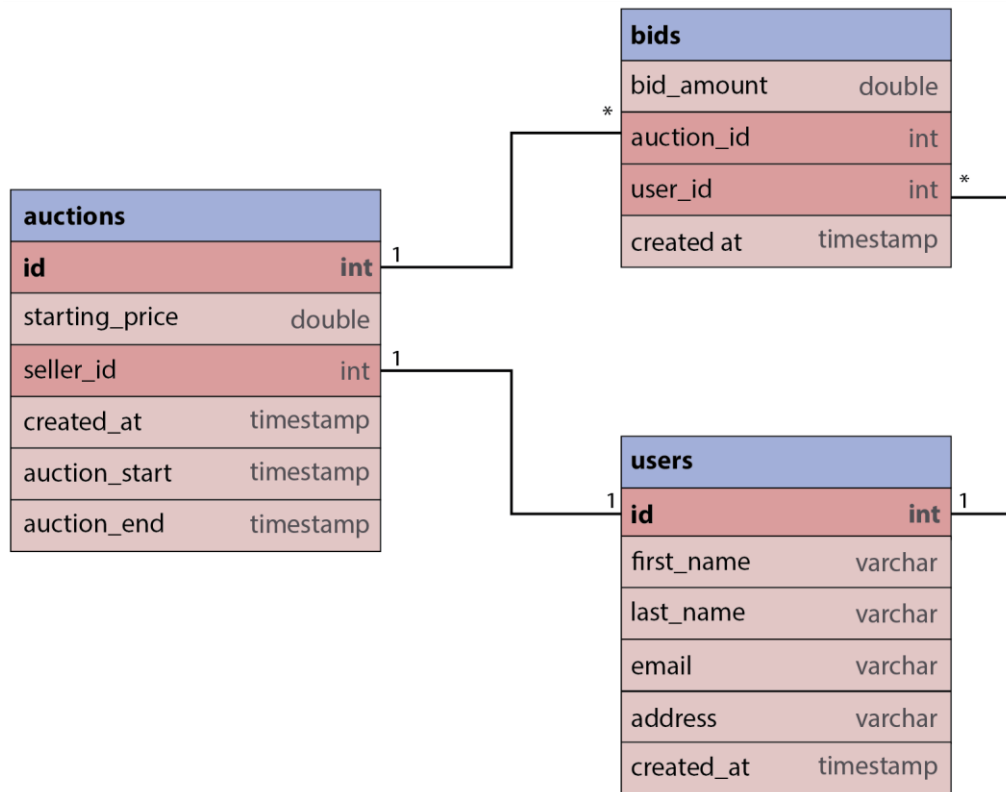 bids
bid_amount double
* auction_id int
user_id int *
created at timestamp
auctions
id int 1
starting_price double
seller_id int 1
created_at timestamp
auction_start timestamp
auction_end timestamp
users
1 id int 1
first_name varchar
last_name varchar
email varchar
address varchar
created_at timestamp